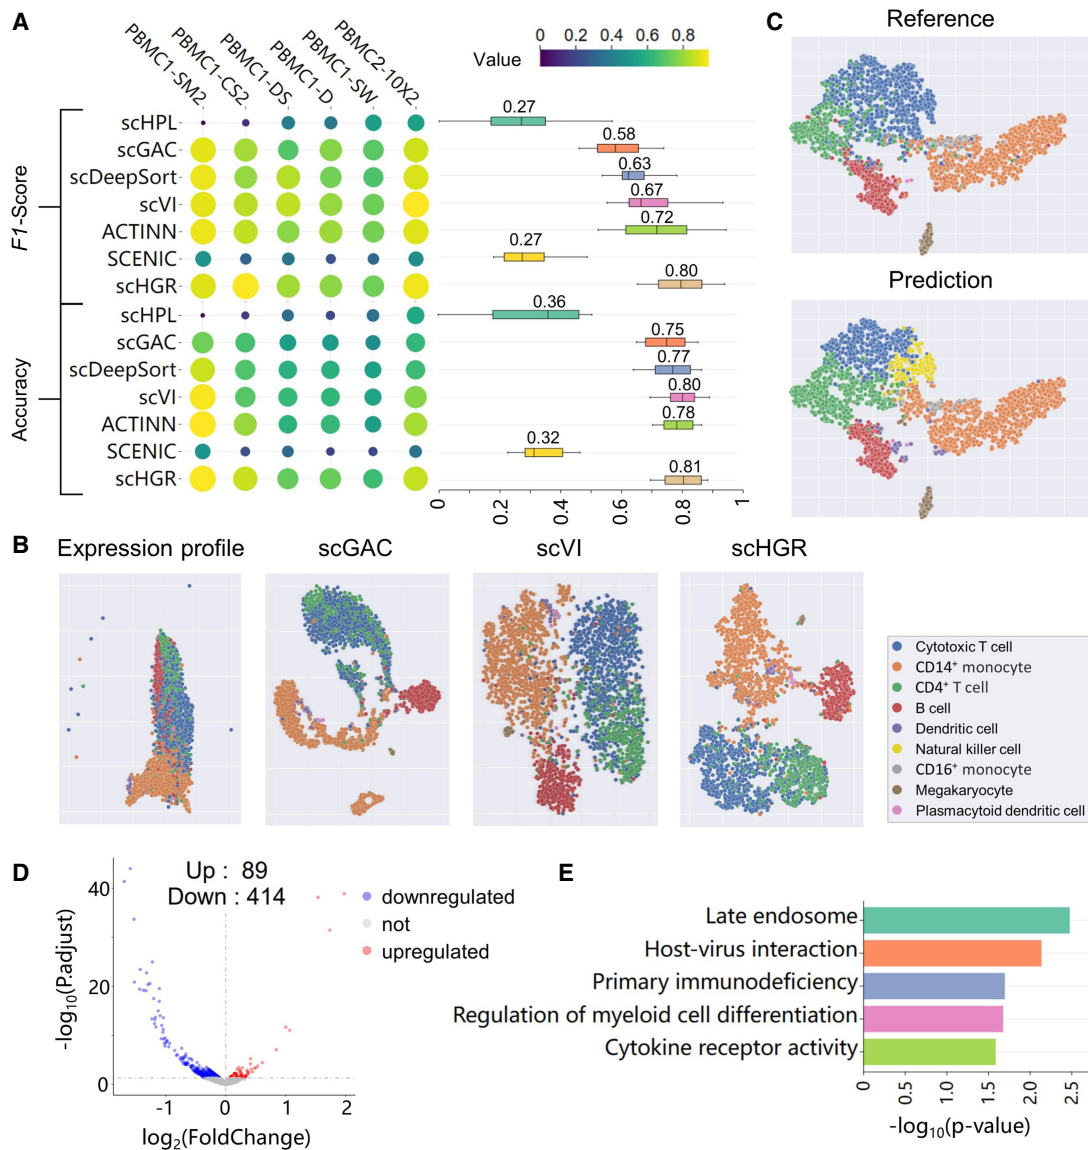 A
PBMC1-SM2
PBMC1-CS2
PBMC1-DS
PBMC1-D
PBMC1-SW
PBMC2-10X2
Value
0 0.2 0.4 0.6 0.8
F1-Score
scHPL
scGAC
scDeepSort
scVI
ACTINN
SCENIC
scHGR
0.27
0.58
0.63
0.67
0.72
0.27
0.80
Accuracy
scHPL
scGAC
scDeepSort
scVI
ACTINN
SCENIC
scHGR
0.36
0.75
0.77
0.80
0.78
0.32
0.81
0 0.2 0.4 0.6 0.8 1
C
Reference
Prediction
B
Expression profile
scGAC
scVI
scHGR
Cytotoxic T cell
CD14+ monocyte
CD4+ T cell
B cell
Dendritic cell
Natural killer cell
CD16+ monocyte
Megakaryocyte
Plasmacytoid dendritic cell
D
Up : 89
Down : 414
downregulated
not
upregulated
-log10(P.adjust)
40
20
0
-1 0 1 2
log2(FoldChange)
E
Late endosome
Host-virus interaction
Primary immunodeficiency
Regulation of myeloid cell differentiation
Cytokine receptor activity
0 0.5 1.0 1.5 2.0 2.5
-log10(p-value)